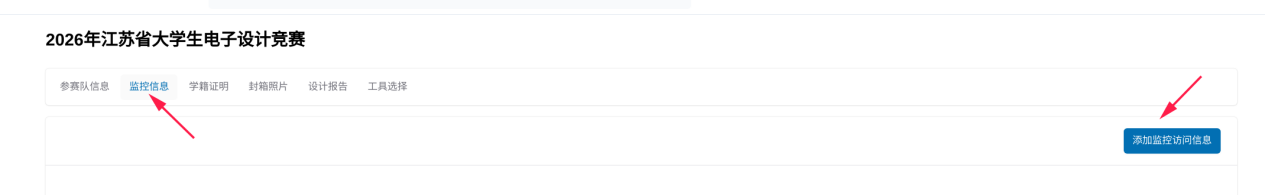 2026年江苏省大学生电子设计竞赛
参赛队信息 监控信息 学籍证明 封箱照片 设计报告 工具选择
添加监控访问信息